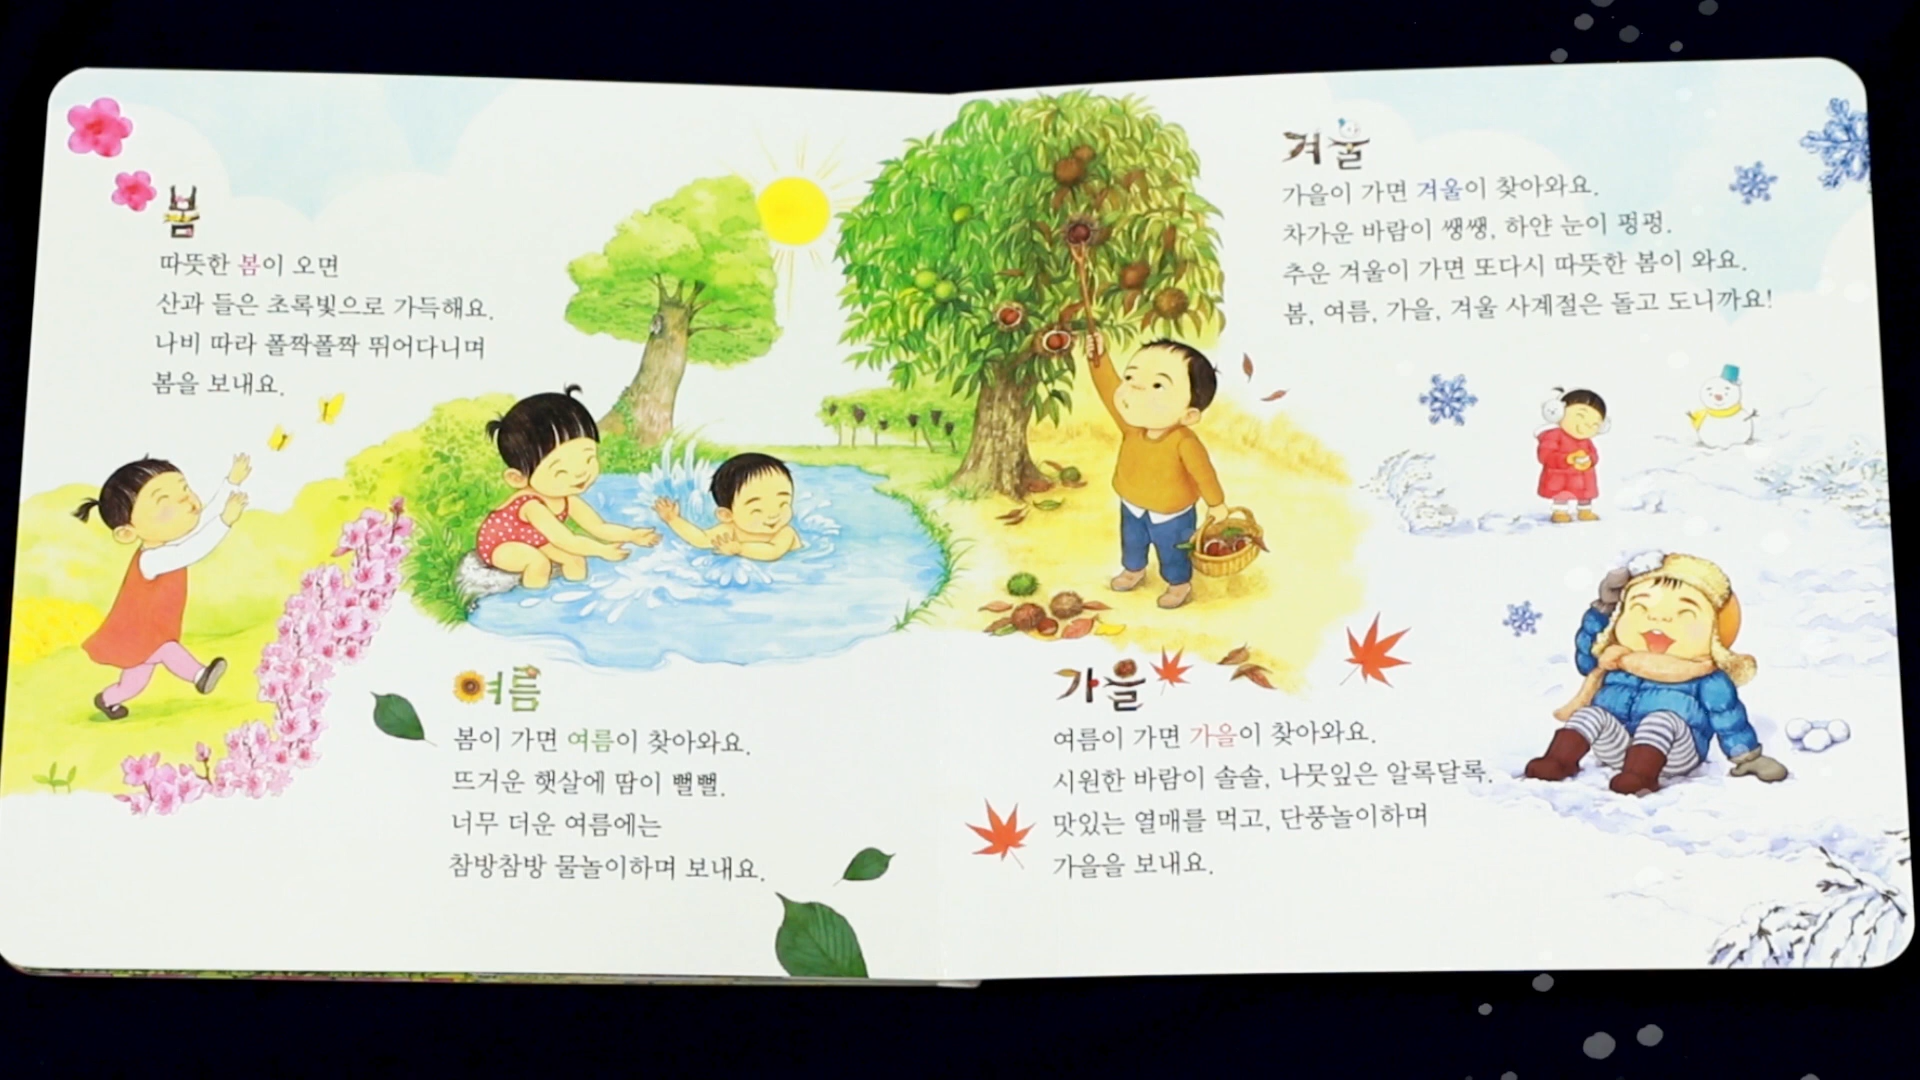 봄
따뜻한 봄이 오면
산과 들은 초록빛으로 가득해요.
나비 따라 폴짝폴짝 뛰어다니며
봄을 보내요.
여름
봄이 가면 여름이 찾아와요.
뜨거운 햇살에 땀이 뻘뻘.
너무 더운 여름에는
참방참방 물놀이하며 보내요.
가을
여름이 가면 가을이 찾아와요.
시원한 바람이 솔솔, 나뭇잎은 알록달록.
맛있는 열매를 먹고, 단풍놀이하며
가을을 보내요.
겨울
가을이 가면 겨울이 찾아와요.
차가운 바람이 쌩쌩, 하얀 눈이 펑펑.
추운 겨울이 가면 또다시 따뜻한 봄이 와요.
봄, 여름, 가을, 겨울 사계절은 돌고 도니까요!